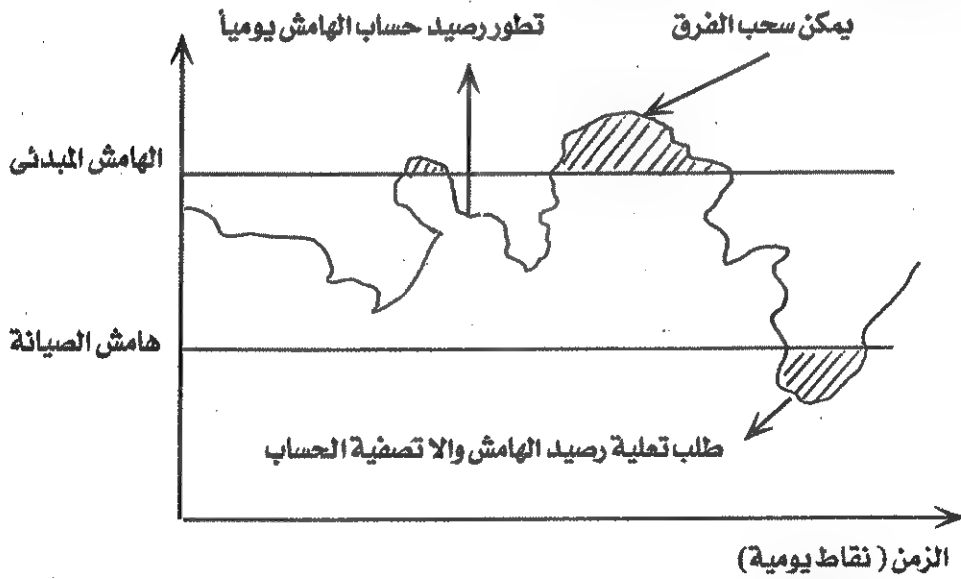 يمكن سحب الفرق
تطور رصيد حساب الهامش يومياً
الهامش المبدئى
هامش الصيانة
طلب تعلية رصيد الهامش والا تصفية الحساب
الزمن ( نقاط يومية)